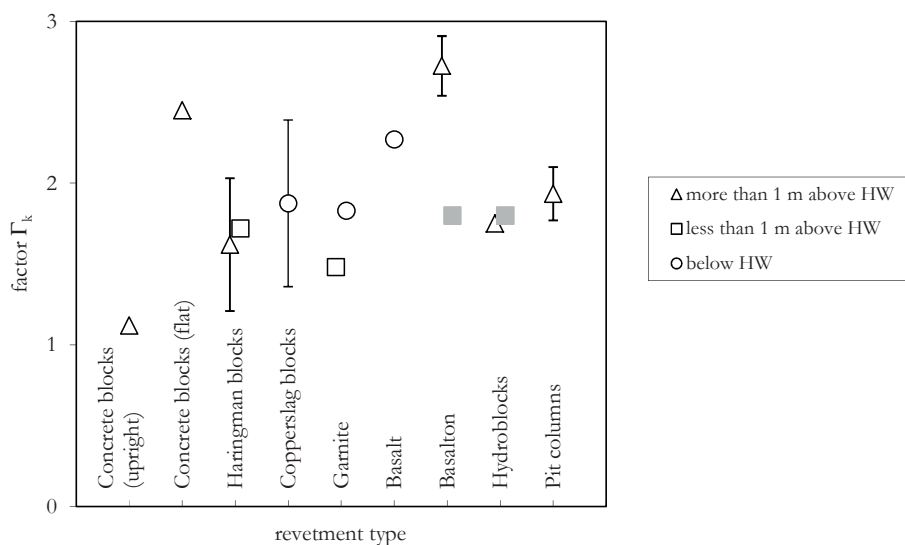 3
2
1
0
factor Γk
Concrete blocks
(upright)
Concrete blocks (flat)
Haringman blocks
Copperslag blocks
Garnite
Basalt
Basalton
Hydroblocks
Pit columns
revetment type
more than 1 m above HW
less than 1 m above HW
below HW